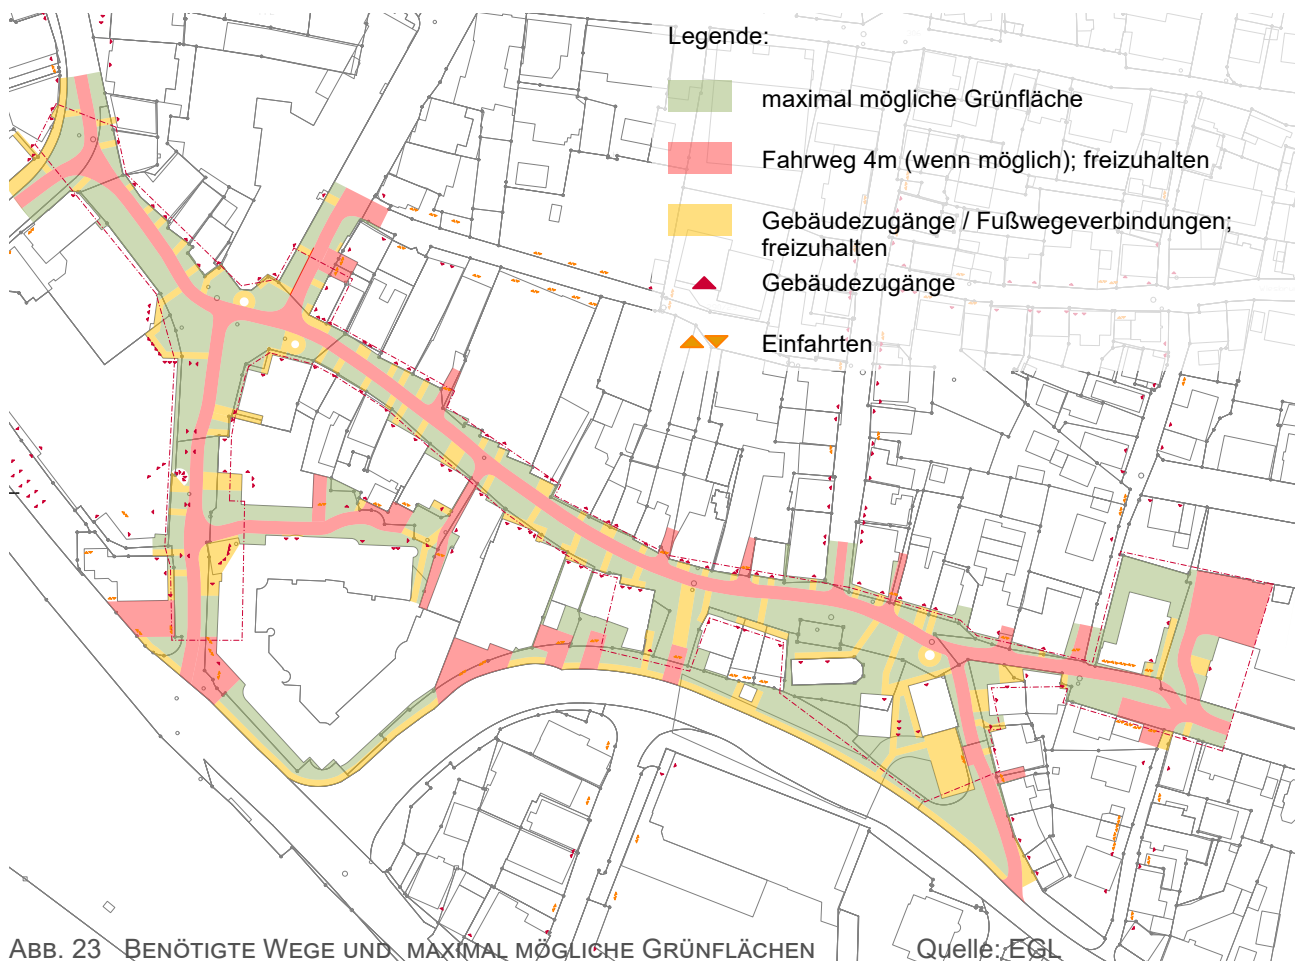 Legende:
maximal mögliche Grünfläche
Fahrweg 4m (wenn möglich); freizuhalten
Gebäudezugänge / Fußwegeverbindungen;
freizuhalten
Gebäudezugänge
Einfahrten
ABB. 23 BENÖTIGTE WEGE UND MAXIMAL MÖGLICHE GRÜNFLÄCHEN Quelle: EGL